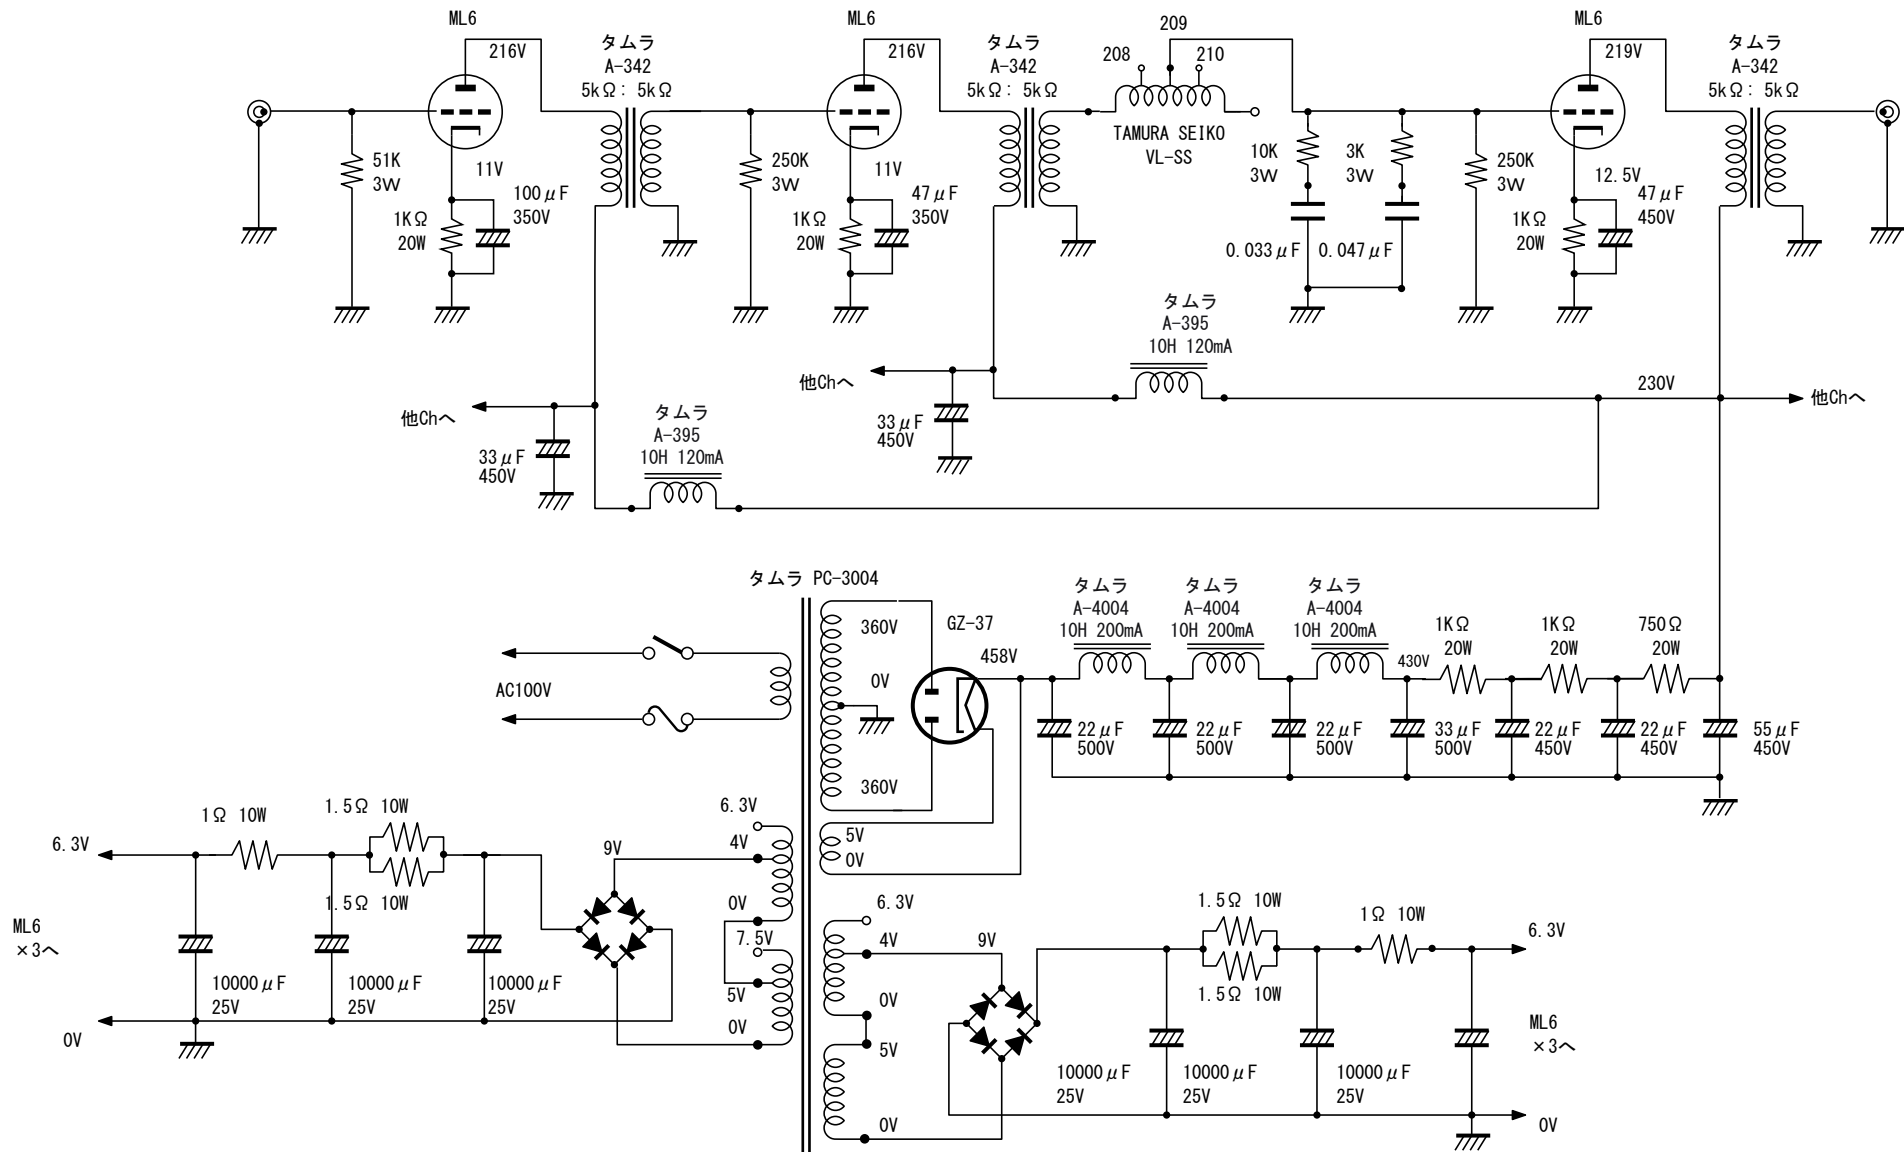 ML6
216V
タムラ
A-342
5kΩ: 5kΩ
51K
3W
11V
100μF
350V
1KΩ
20W
ML6
216V
タムラ
A-342
5kΩ: 5kΩ
250K
3W
11V
47μF
350V
1KΩ
20W
209
208
210
TAMURA SEIKO
VL-SS
10K
3W
3K
3W
0.033μF
0.047μF
250K
3W
ML6
219V
タムラ
A-342
5kΩ: 5kΩ
12.5V
47μF
450V
1KΩ
20W
他Chへ
33μF
450V
タムラ
A-395
10H 120mA
他Chへ
33μF
450V
タムラ
A-395
10H 120mA
230V
他Chへ
タムラ PC-3004
AC100V
360V
0V
360V
5V
0V
GZ-37
458V
タムラ
A-4004
10H 200mA
タムラ
A-4004
10H 200mA
タムラ
A-4004
10H 200mA
430V
1KΩ
20W
1KΩ
20W
750Ω
20W
22μF
500V
22μF
500V
22μF
500V
33μF
500V
22μF
450V
22μF
450V
55μF
450V
6.3V
1Ω 10W
1.5Ω 10W
1.5Ω 10W
9V
6.3V
4V
0V
7.5V
5V
0V
ML6
×3へ
10000μF
25V
10000μF
25V
10000μF
25V
0V
6.3V
4V
0V
5V
0V
9V
1.5Ω 10W
1.5Ω 10W
1Ω 10W
6.3V
10000μF
25V
10000μF
25V
10000μF
25V
ML6
×3へ
0V